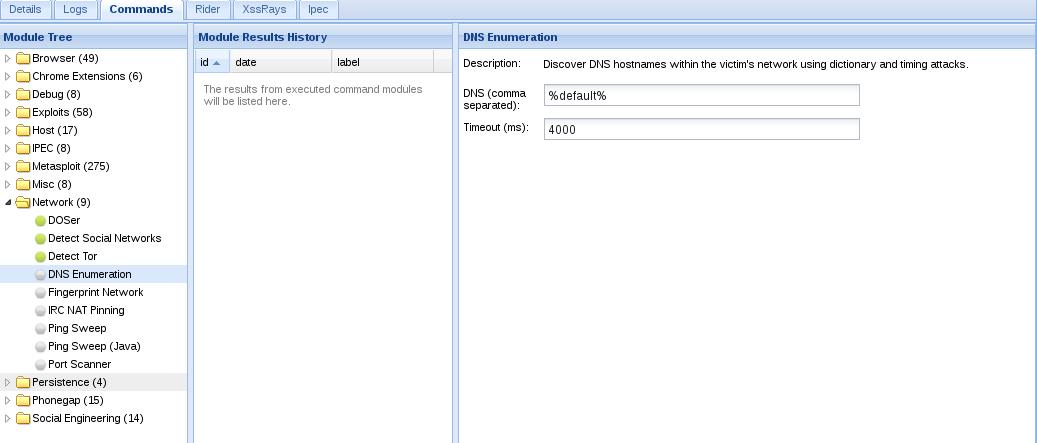 Details Logs Commands Rider XssRays Ipec
Module Tree
Browser (49)
Chrome Extensions (6)
Debug (8)
Exploits (58)
Host (17)
IPEC (8)
Metasploit (275)
Misc (8)
Network (9)
DOSer
Detect Social Networks
Detect Tor
DNS Enumeration
Fingerprint Network
IRC NAT Pinning
Ping Sweep
Ping Sweep (Java)
Port Scanner
Persistence (4)
Phonegap (15)
Social Engineering (14)
Module Results History
id date label
The results from executed command modules
will be listed here.
DNS Enumeration
Description: Discover DNS hostnames within the victim's network using dictionary and timing attacks.
DNS (comma
separated): %default%
Timeout (ms): 4000